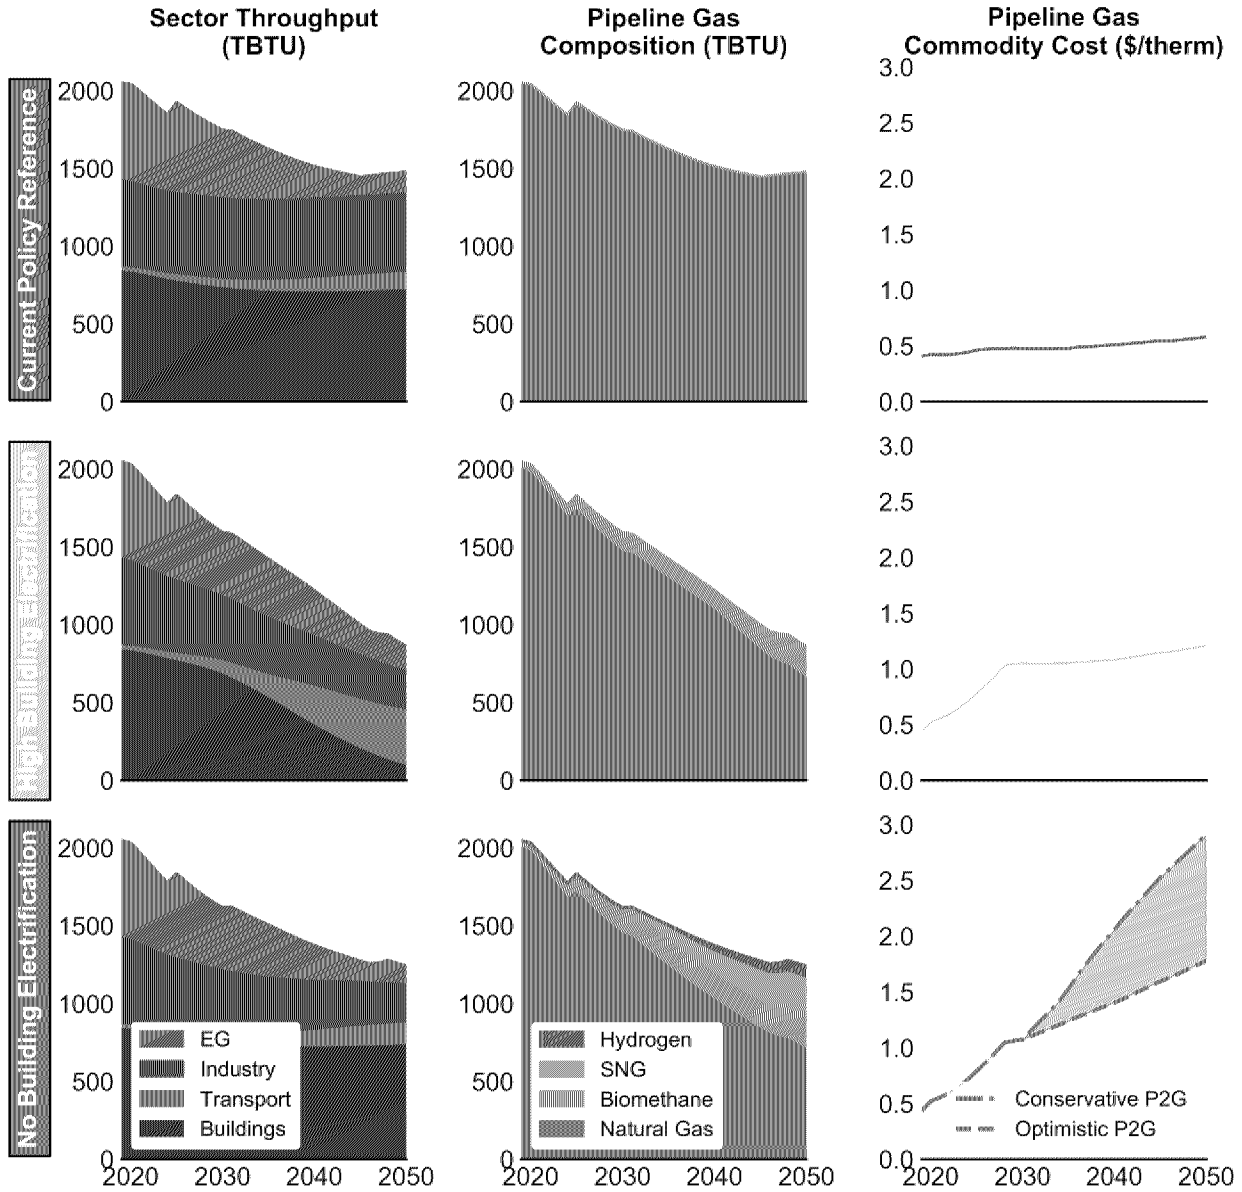 Sector Throughput
(TBTU)
Pipeline Gas
Composition (TBTU)
Pipeline Gas
Commodity Cost ($/therm)
Current Policy Reference
2000
1500
1000
500
0
2000
1500
1000
500
0
3.0
2.5
2.0
1.5
1.0
0.5
0.0
High Building Electrification
2000
1500
1000
500
0
2000
1500
1000
500
0
3.0
2.5
2.0
1.5
1.0
0.5
0.0
No Building Electrification
2000
1500
1000
500
0
EG
Industry
Transport
Buildings
2020 2030 2040 2050
2000
1500
1000
500
0
Hydrogen
SNG
Biomethane
Natural Gas
2020 2030 2040 2050
3.0
2.5
2.0
1.5
1.0
0.5
0.0
Conservative P2G
Optimistic P2G
2020 2030 2040 2050